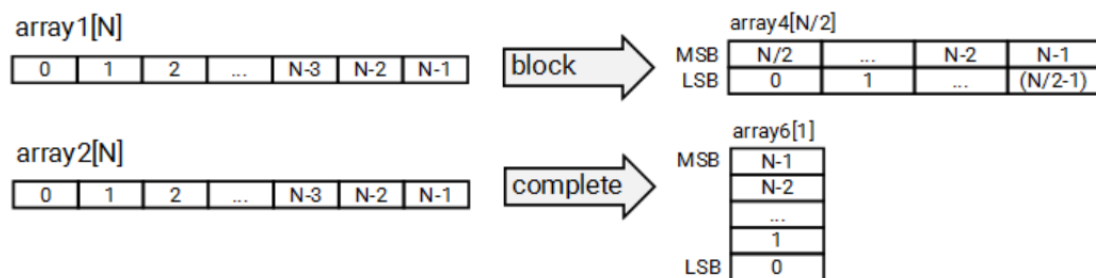 array1[N]
0 1 2 ... N-3 N-2 N-1
block
array4[N/2]
MSB N/2 ... N-2 N-1
LSB 0 1 ... (N/2-1)
array2[N]
0 1 2 ... N-3 N-2 N-1
complete
array6[1]
MSB N-1
N-2
...
1
LSB 0